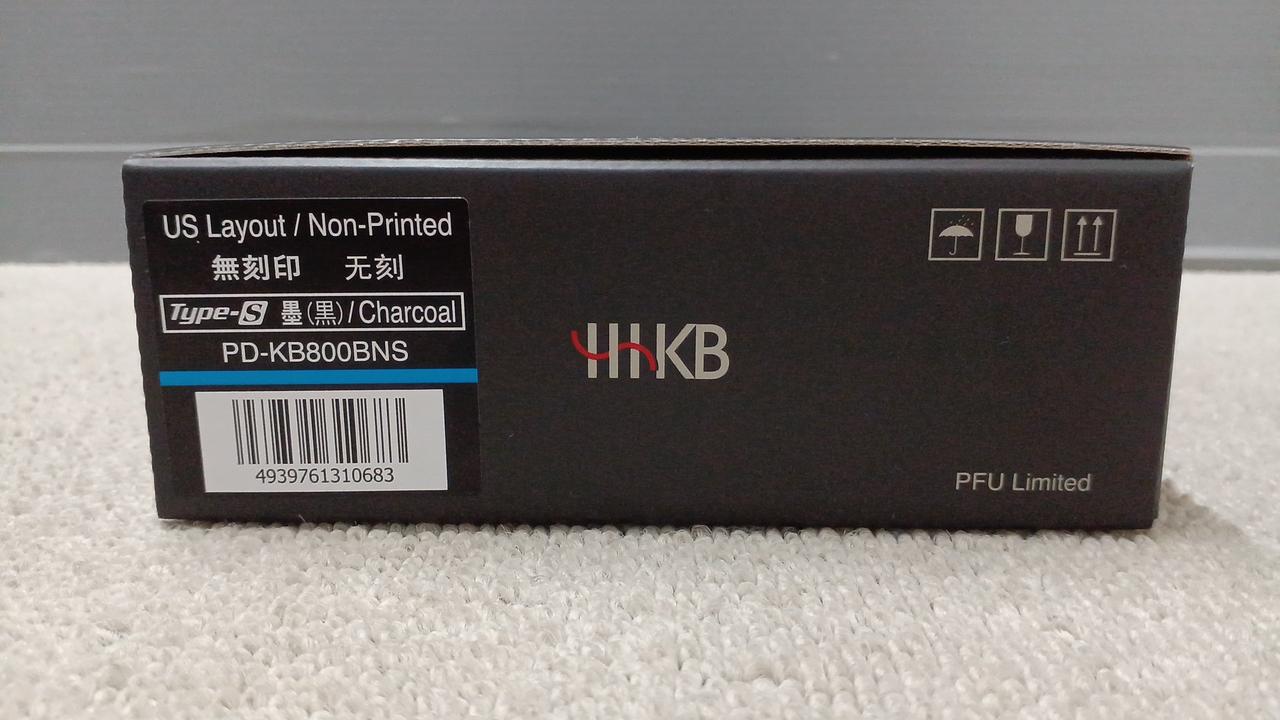 US Layout / Non-Printed
無刻印 无刻
Type-S 墨(黒)/Charcoal
PD-KB800BNS
4939761310683
HHKB
PFU Limited